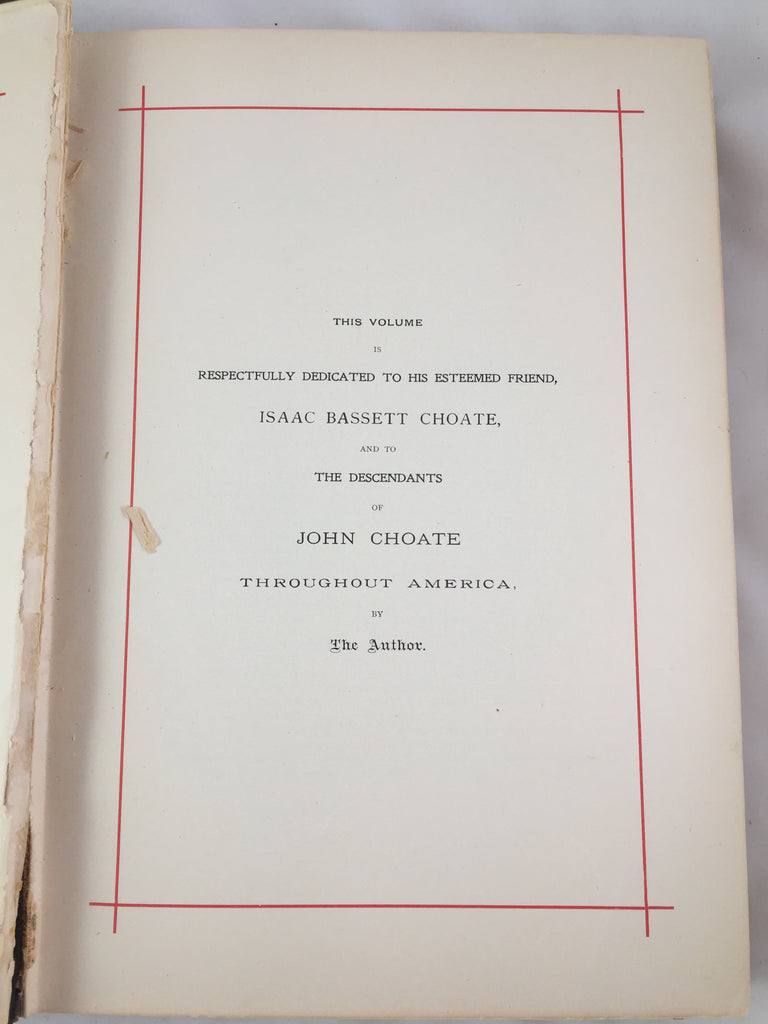 THIS VOLUME
IS
RESPECTFULLY DEDICATED TO HIS ESTEEMED FRIEND,
ISAAC BASSETT CHOATE,
AND TO
THE DESCENDANTS
OF
JOHN CHOATE
THROUGHOUT AMERICA,
BY
The Author.